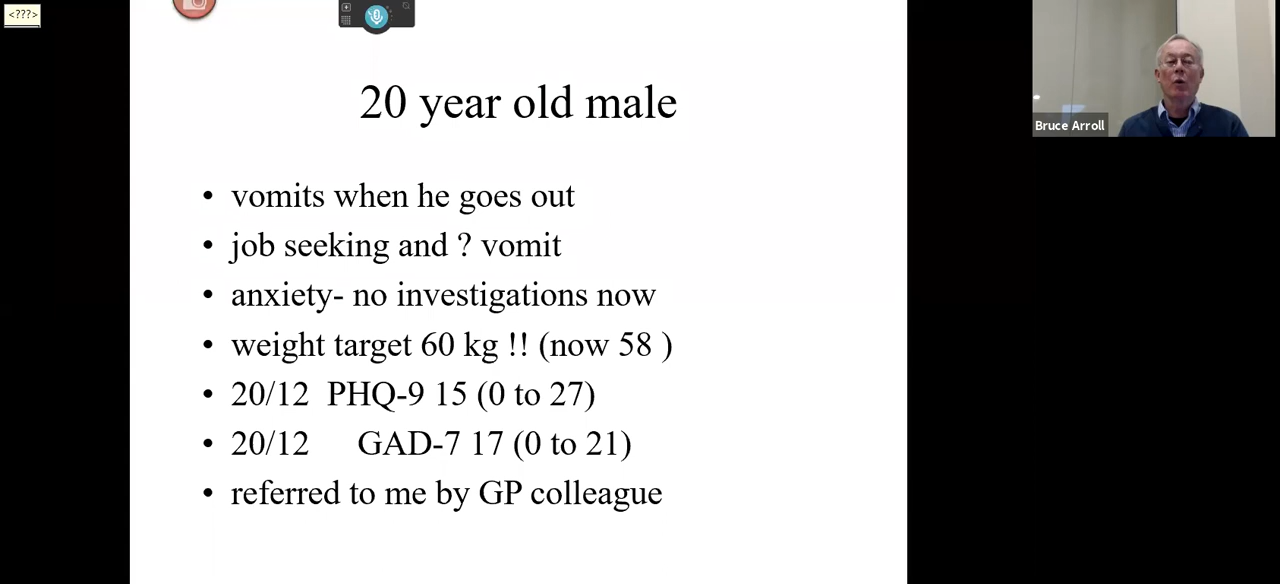 <???>
20 year old male
• vomits when he goes out
• job seeking and ? vomit
• anxiety- no investigations now
• weight target 60 kg !! (now 58 )
• 20/12 PHQ-9 15 (0 to 27)
• 20/12 GAD-7 17 (0 to 21)
• referred to me by GP colleague
Bruce Arroll